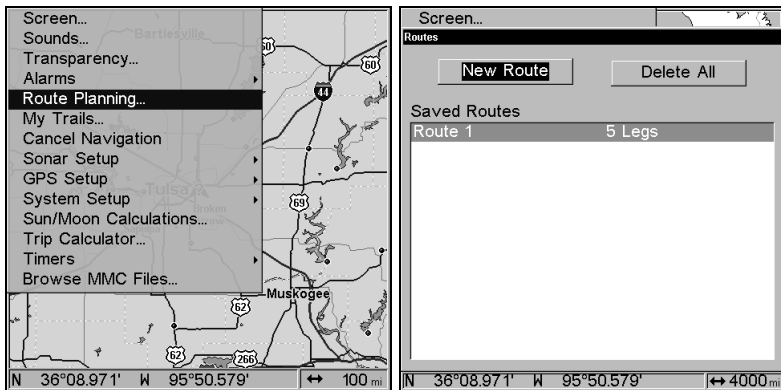 Screen...
Sounds...
Transparency...
Alarms
Route Planning...
My Trails...
Cancel Navigation
Sonar Setup
GPS Setup
System Setup
Sun/Moon Calculations...
Trip Calculator...
Timers
Browse MMC Files...
Bartlesville
60
60
44
Tulsa
Broken
69
Muskogee
62
62
266
N 36°08.971' W 95°50.579' ↔ 100 mi
Screen...
Routes
New Route Delete All
Saved Routes
Route 1 5 Legs
N 36°08.971' W 95°50.579' ↔ 4000 m